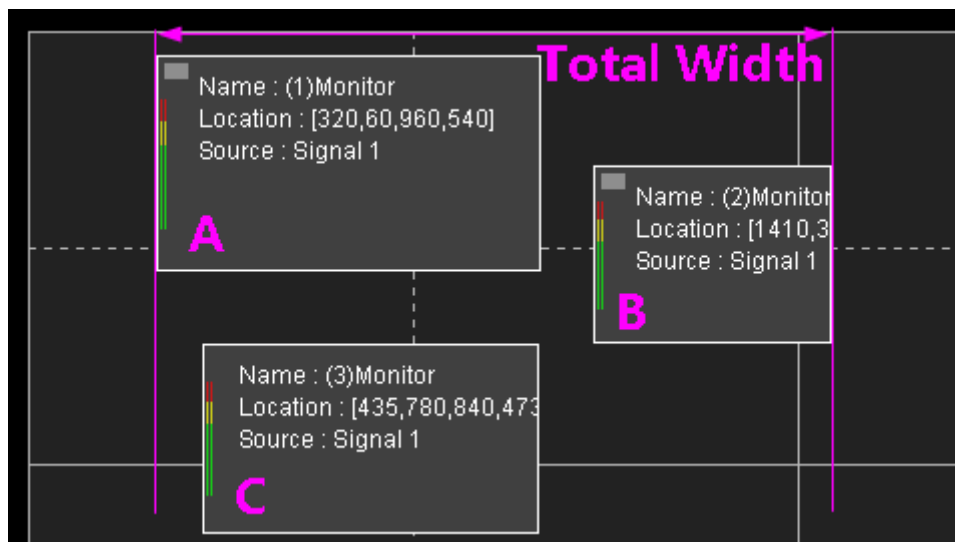 Total Width
Name : (1)Monitor
Location : [320,60,960,540]
Source : Signal 1
A
Name : (2)Monitor
Location : [1410,3
Source : Signal 1
B
Name : (3)Monitor
Location : [435,780,840,473
Source : Signal 1
C